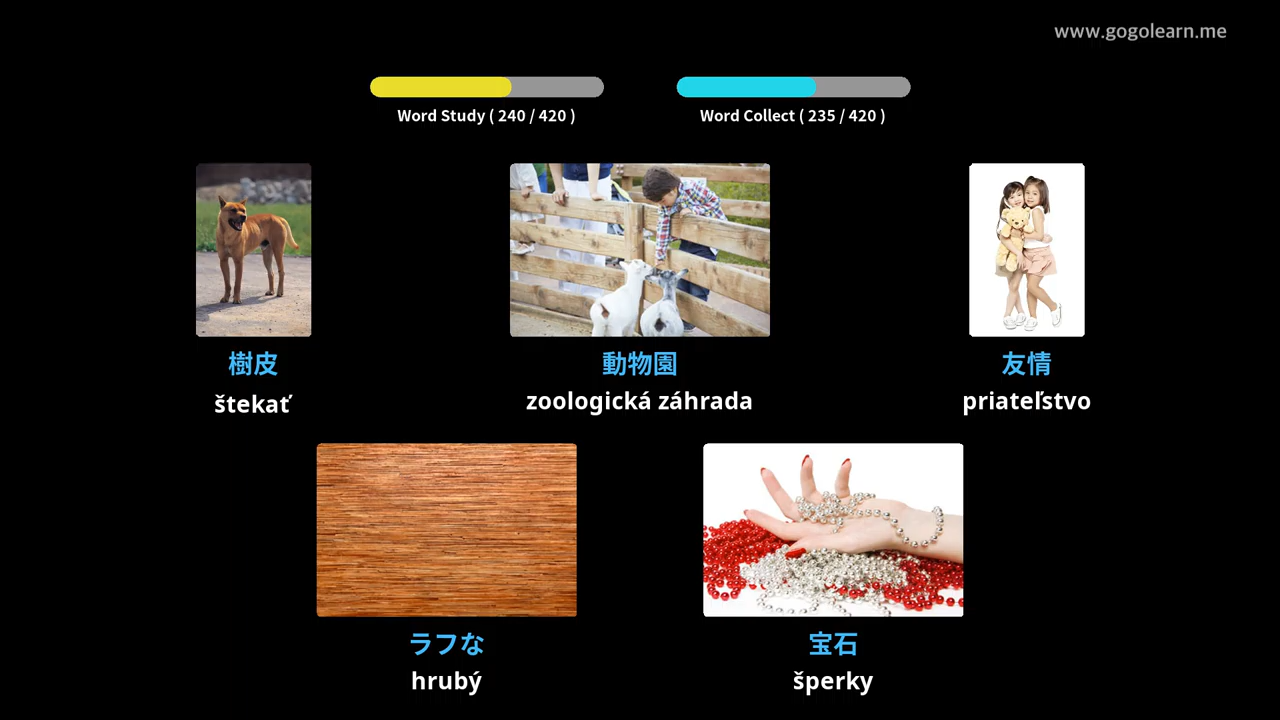 www.gogolearn.me
Word Study ( 240 / 420 )
Word Collect ( 235 / 420 )
樹皮
動物園
友情
štekať
zoologická záhrada
priateľstvo
ラフな
宝石
hrubý
šperky